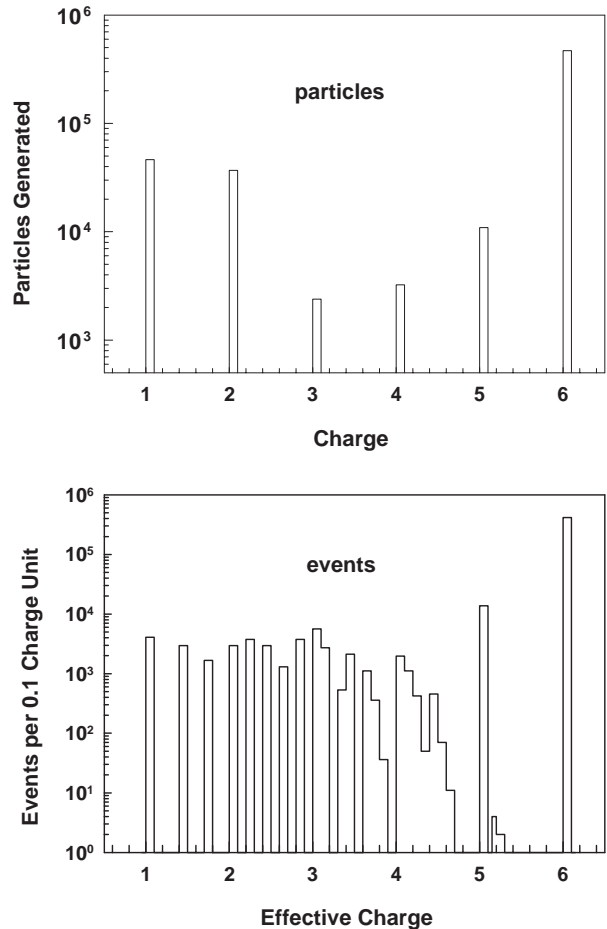 10⁶
10⁵
10⁴
10³
Particles Generated
particles
1 2 3 4 5 6
Charge
10⁶
10⁵
10⁴
10³
10²
10¹
10⁰
Events per 0.1 Charge Unit
events
1 2 3 4 5 6
Effective Charge